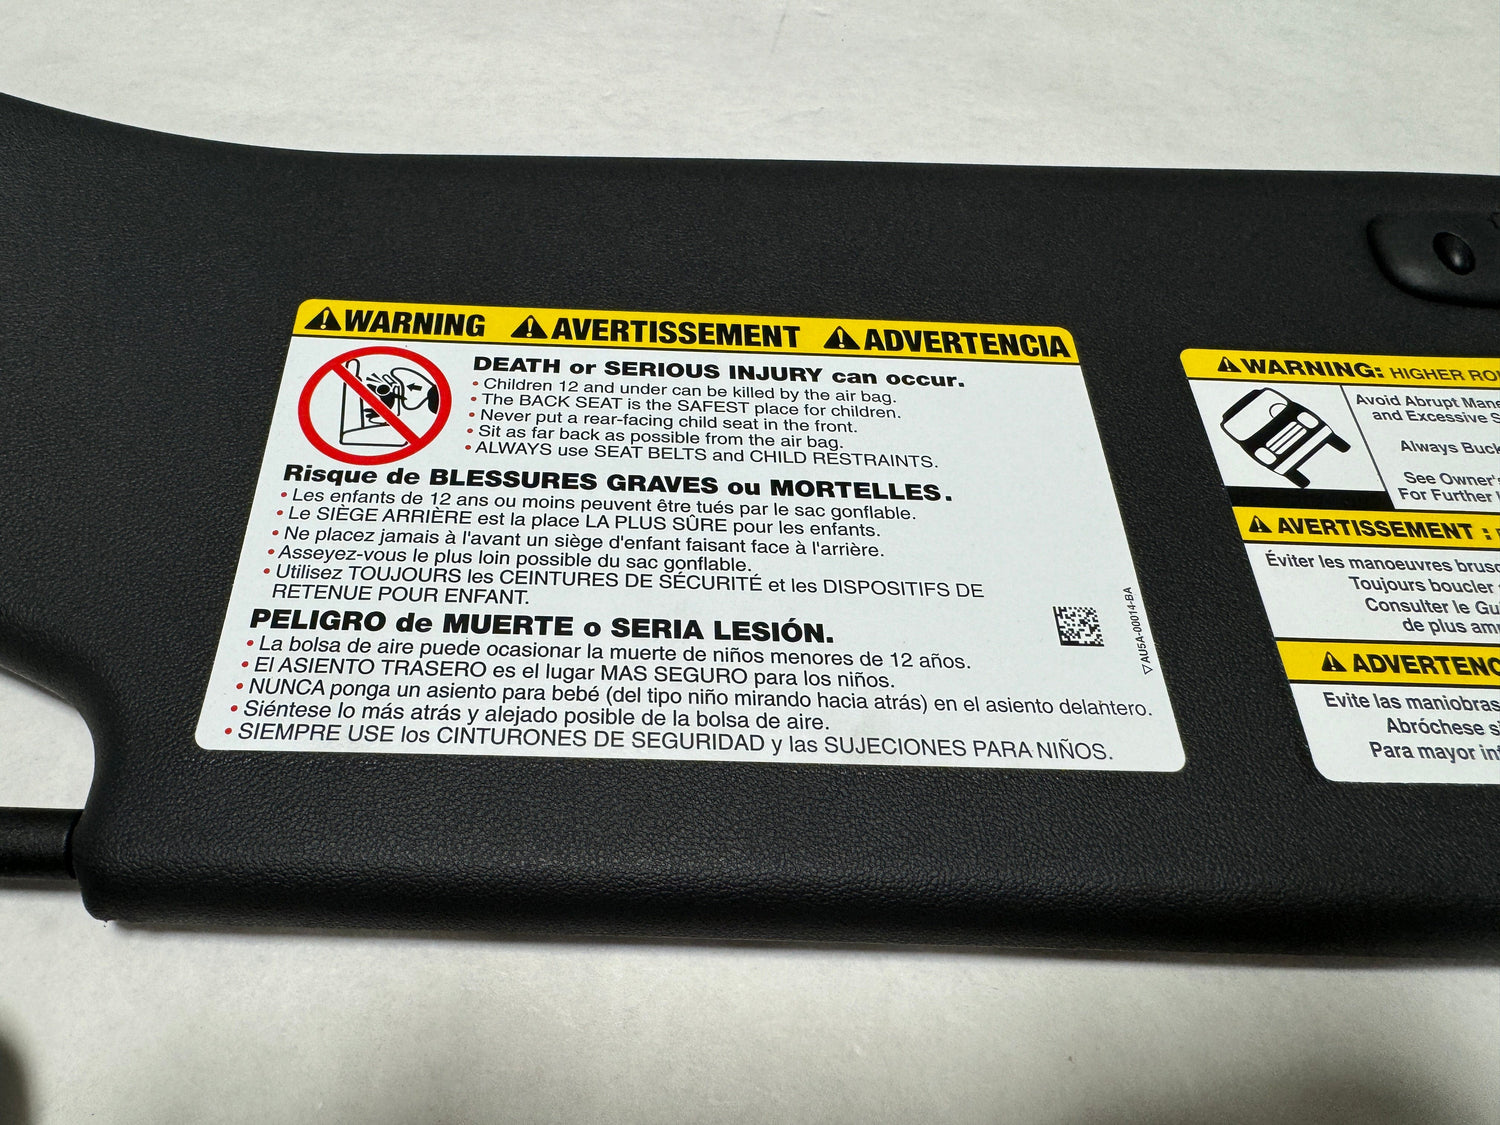 WARNING AVERTISSEMENT ADVERTENCIA
DEATH or SERIOUS INJURY can occur.
• Children 12 and under can be killed by the air bag.
• The BACK SEAT is the SAFEST place for children.
• Never put a rear-facing child seat in the front.
• Sit as far back as possible from the air bag.
• ALWAYS use SEAT BELTS and CHILD RESTRAINTS.
Risque de BLESSURES GRAVES ou MORTELLES.
• Les enfants de 12 ans ou moins peuvent être tués par le sac gonflable.
• Le SIÈGE ARRIÈRE est la place LA PLUS SÛRE pour les enfants.
• Ne placez jamais à l'avant un siège d'enfant faisant face à l'arrière.
• Asseyez-vous le plus loin possible du sac gonflable.
• Utilisez TOUJOURS les CEINTURES DE SÉCURITÉ et les DISPOSITIFS DE
RETENUE POUR ENFANT.
PELIGRO de MUERTE o SERIA LESIÓN.
• La bolsa de aire puede ocasionar la muerte de niños menores de 12 años.
• El ASIENTO TRASERO es el lugar MAS SEGURO para los niños.
• NUNCA ponga un asiento para bebé (del tipo niño mirando hacia atrás) en el asiento delantero.
• Siéntese lo más atrás y alejado posible de la bolsa de aire.
• SIEMPRE USE los CINTURONES DE SEGURIDAD y las SUJECIONES PARA NIÑOS.
AU5A-00014-BA
WARNING: HIGHER RO
Avoid Abrupt Mane
and Excessive S
Always Buck
See Owner's
For Further
AVERTISSEMENT :
Éviter les manoeuvres brusq
Toujours boucler
Consulter le Gu
de plus am
ADVERTENC
Evite las maniobras
Abróchese s
Para mayor inf